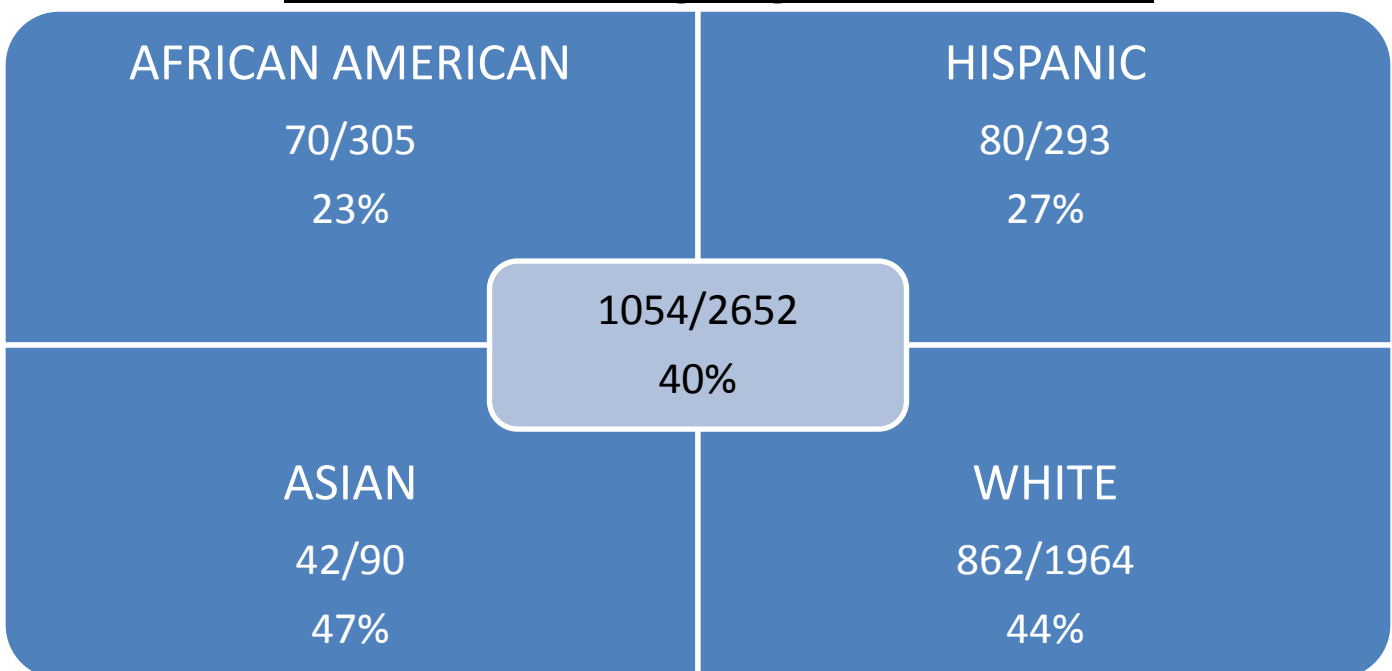 AFRICAN AMERICAN
70/305
23%
HISPANIC
80/293
27%
1054/2652
40%
ASIAN
42/90
47%
WHITE
862/1964
44%